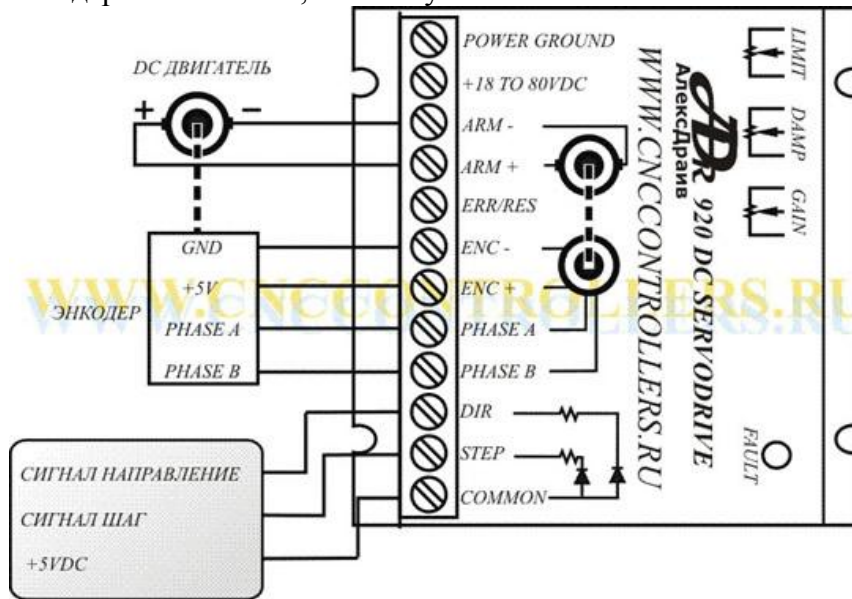 DC ДВИГАТЕЛЬ
+ −
GND
+5V
PHASE A
PHASE B
ЭНКОДЕР
СИГНАЛ НАПРАВЛЕНИЕ
СИГНАЛ ШАГ
+5VDC
POWER GROUND
+18 TO 80VDC
ARM -
ARM +
ERR/RES
ENC -
ENC +
PHASE A
PHASE B
DIR
STEP
COMMON
WWW.CNCCONTROLLERS.RU
АлексДрайв
R 920 DC SERVODRIVE
LIMIT
DAMP
GAIN
FAULT
WWW.CNCCONTROLLERS.RU